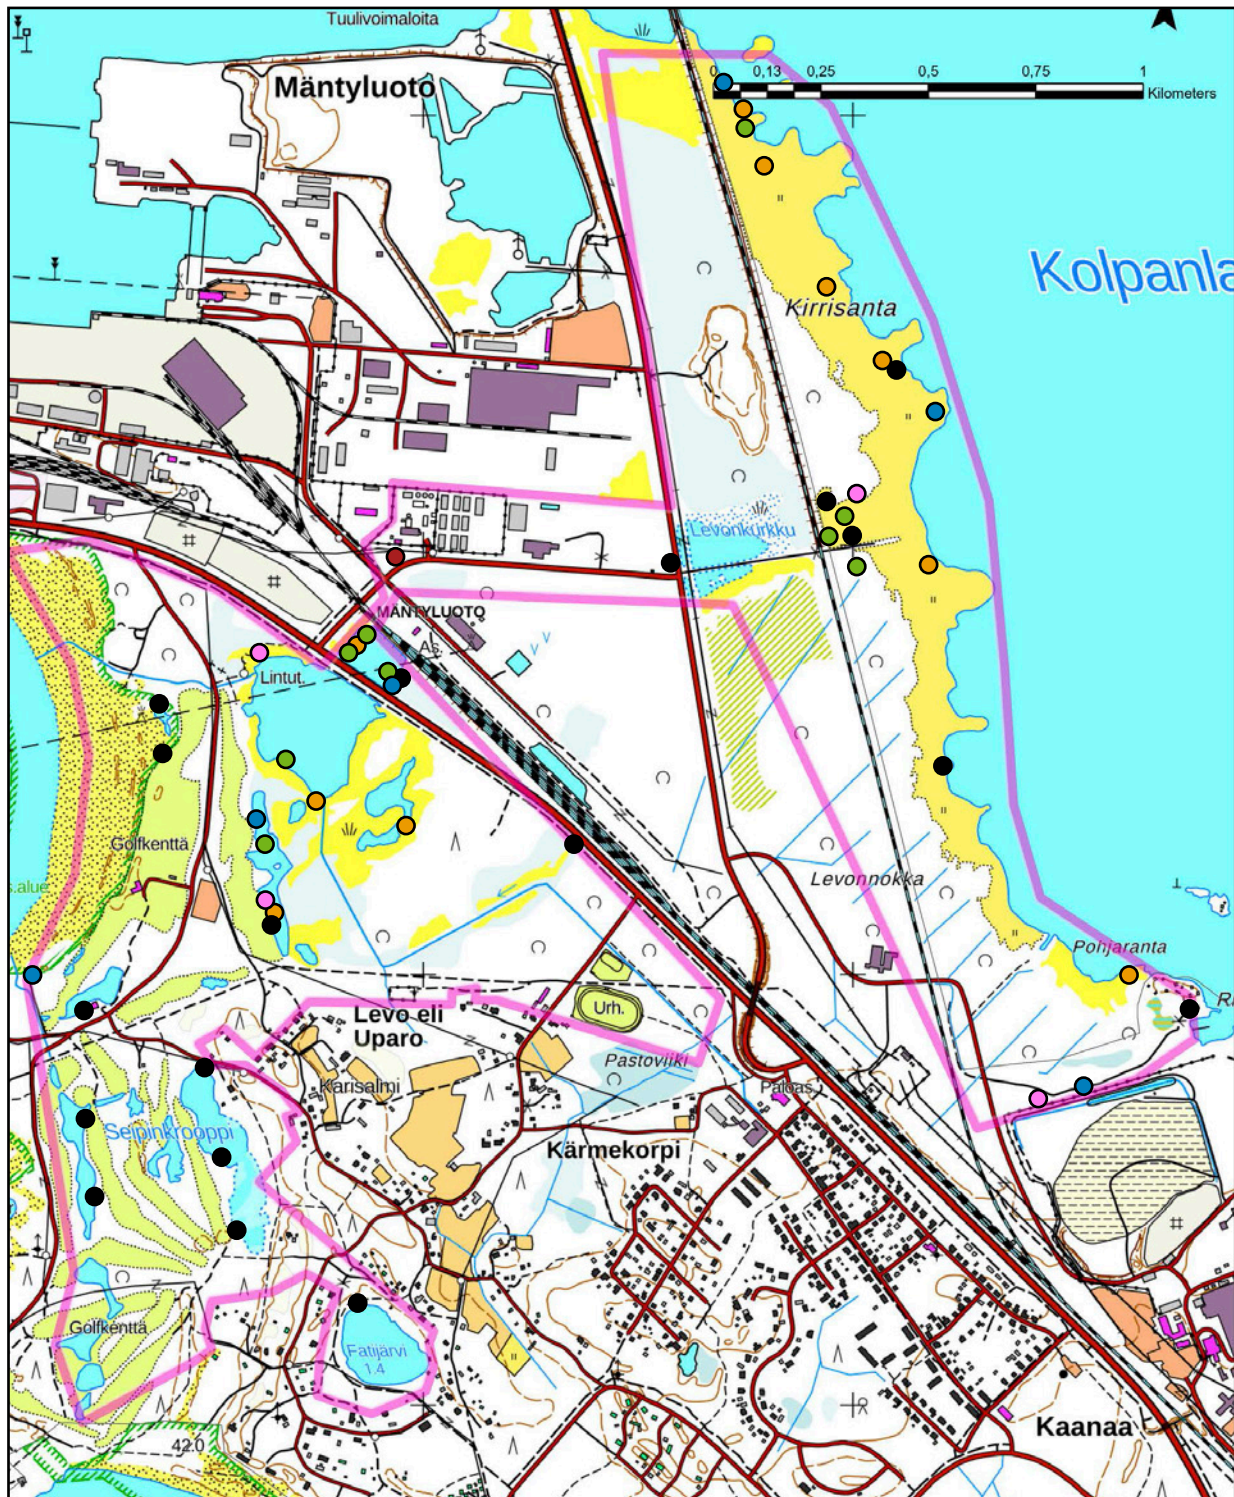 Tuulivoimaloita
Mäntyluoto
0 0,13 0,25 0,5 0,75 1
Kilometers
Kolpanla
Kirrisanta
Levonkurkku
MÄNTYLUOTO
As.
Lintut.
Golfkenttä
s.alue
Levonnokka
Pohjaranta
Urh.
Levo eli
Uparo
Pastoviiki
Karisalmi
Paloas.
Seipinkrooppi
Kärmekorpi
Golfkenttä
Fatijärvi
1.4
Kaanaa
42.0